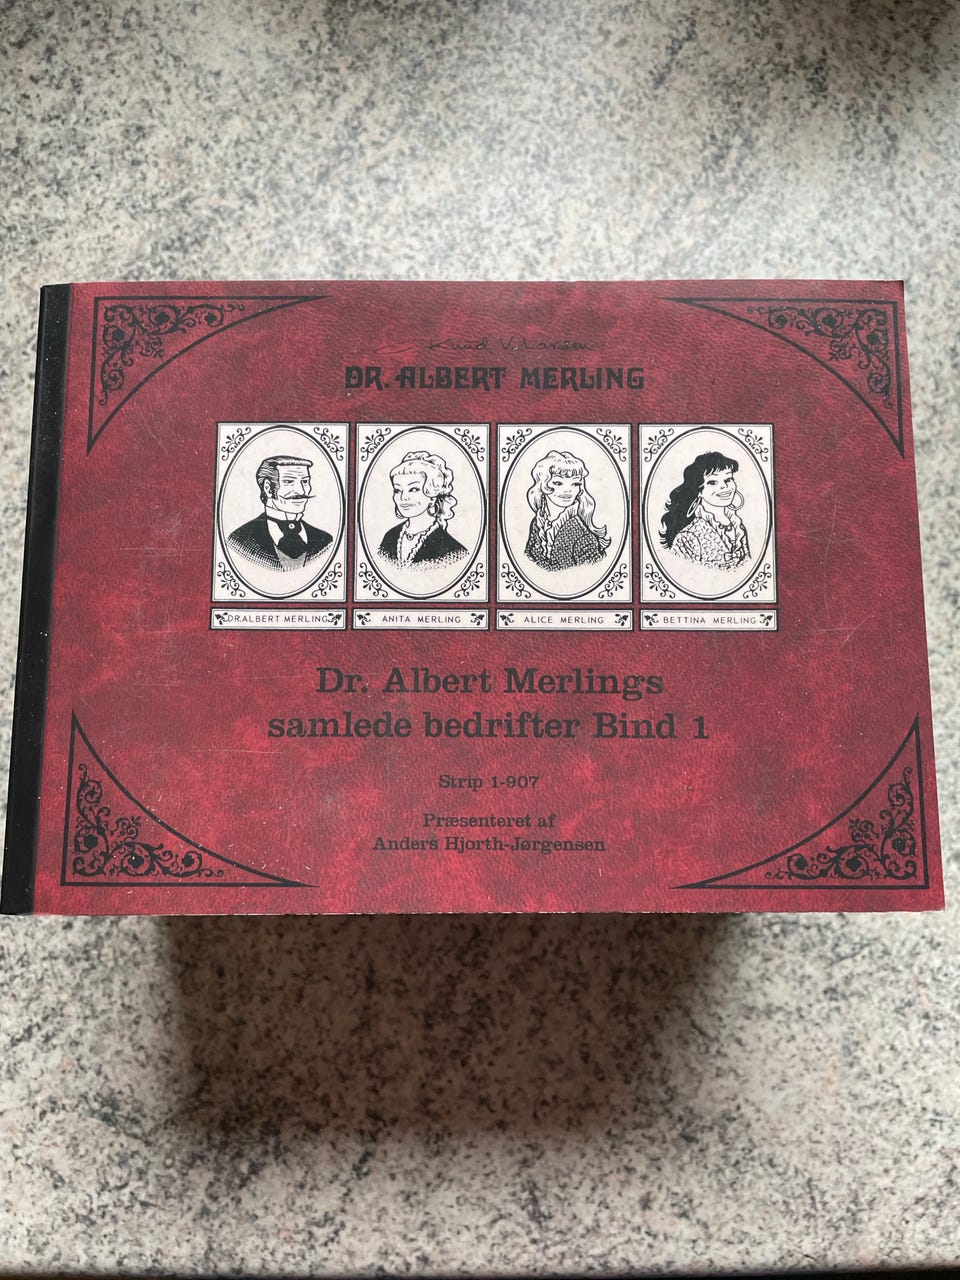 Knud V. Larsen
DR. ALBERT MERLING
DR. ALBERT MERLING
ANITA MERLING
ALICE MERLING
BETTINA MERLING
Dr. Albert Merlings
samlede bedrifter Bind 1
Strip 1-907
Præsenteret af
Anders Hjorth-Jørgensen